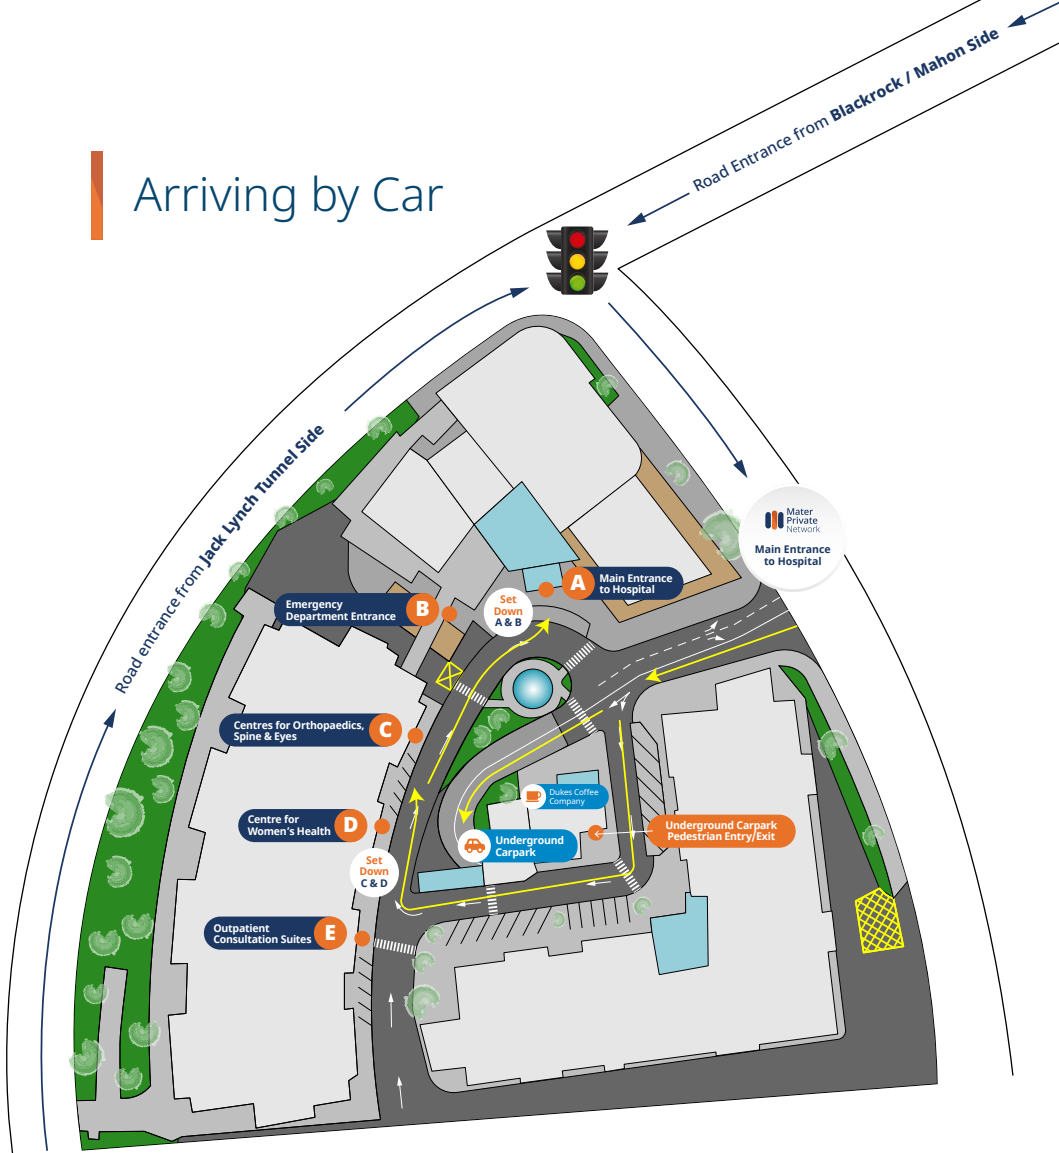 Road Entrance from Blackrock / Mahon Side
Arriving by Car
Road entrance from Jack Lynch Tunnel Side
Mater
Private
Network
Main Entrance
to Hospital
A
Main Entrance
to Hospital
Set
Down
A & B
Emergency
Department Entrance
B
Centres for Orthopaedics,
Spine & Eyes
C
Dukes Coffee
Company
Centre for
Women's Health
D
Underground
Carpark
Underground Carpark
Pedestrian Entry/Exit
Set
Down
C & D
Outpatient
Consultation Suites
E